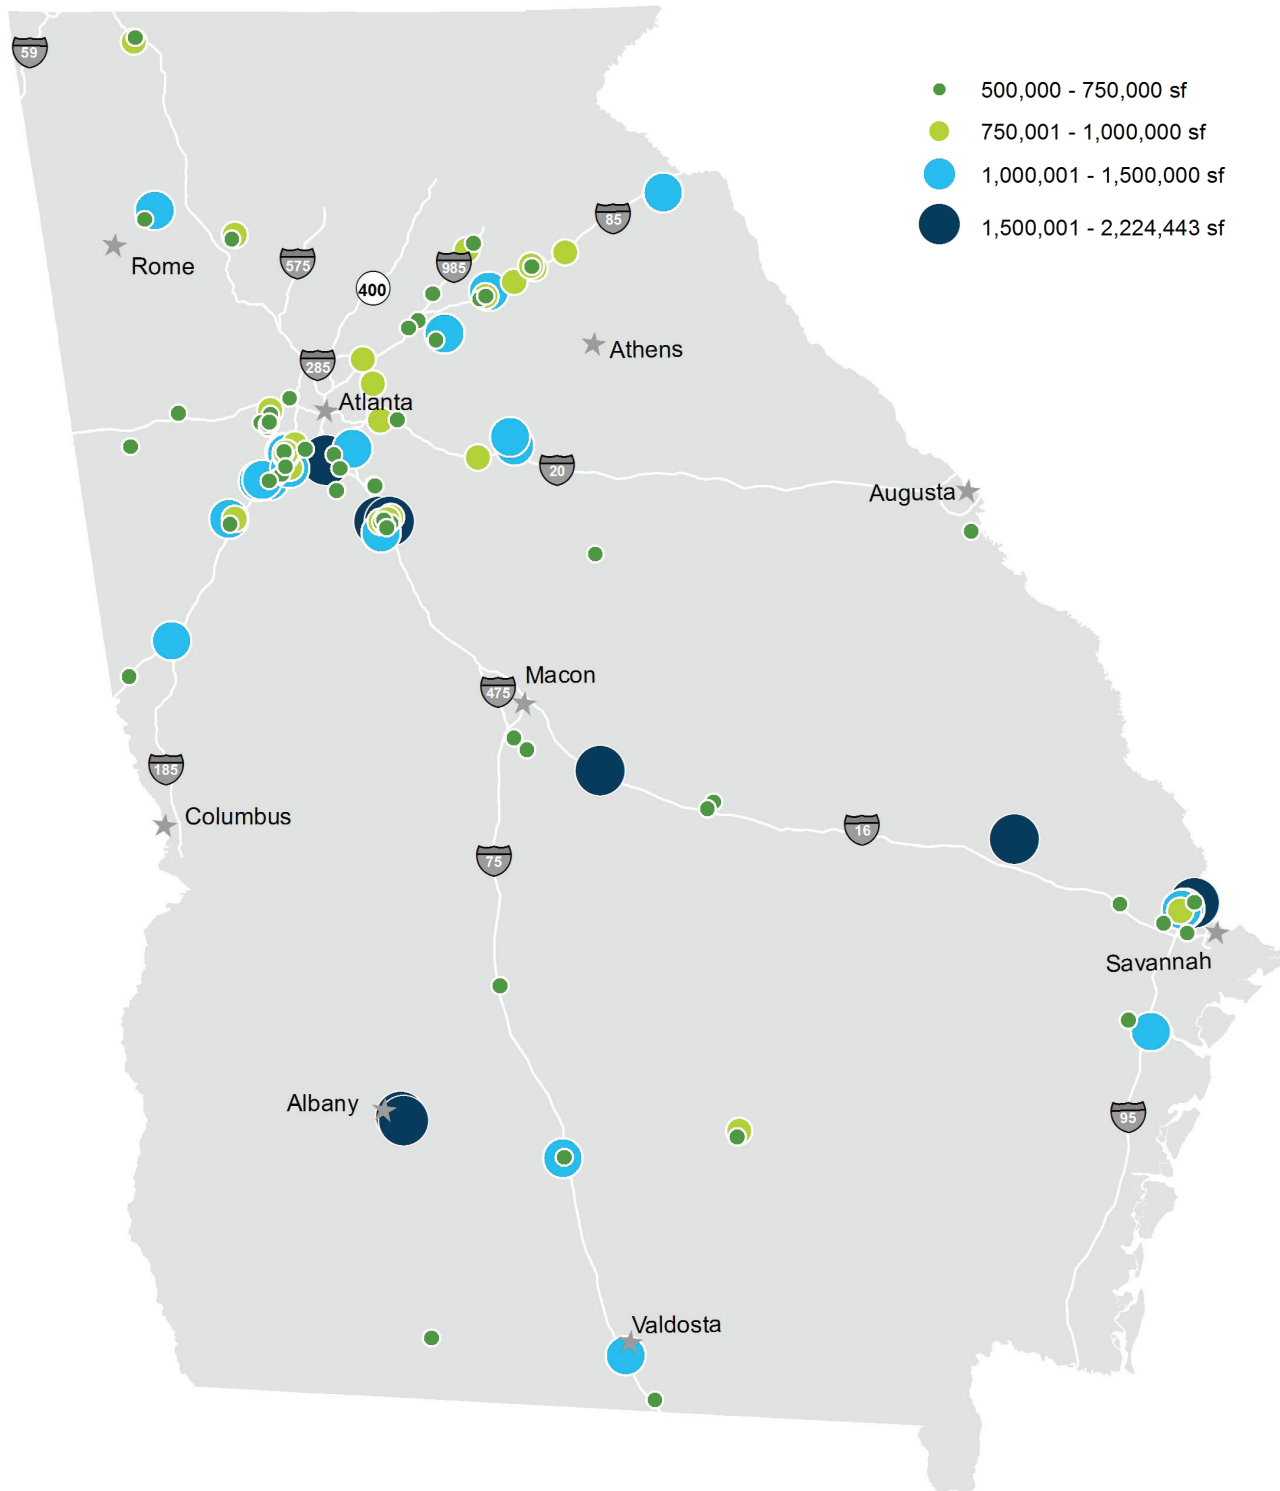 59
500,000 - 750,000 sf
750,001 - 1,000,000 sf
1,000,001 - 1,500,000 sf
1,500,001 - 2,224,443 sf
85
Rome
575
985
400
Athens
285
Atlanta
20
Augusta
Macon
475
185
Columbus
16
75
Savannah
Albany
95
Valdosta